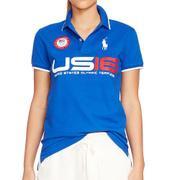 US16
UNITED STATES OLYMPIC TEAM